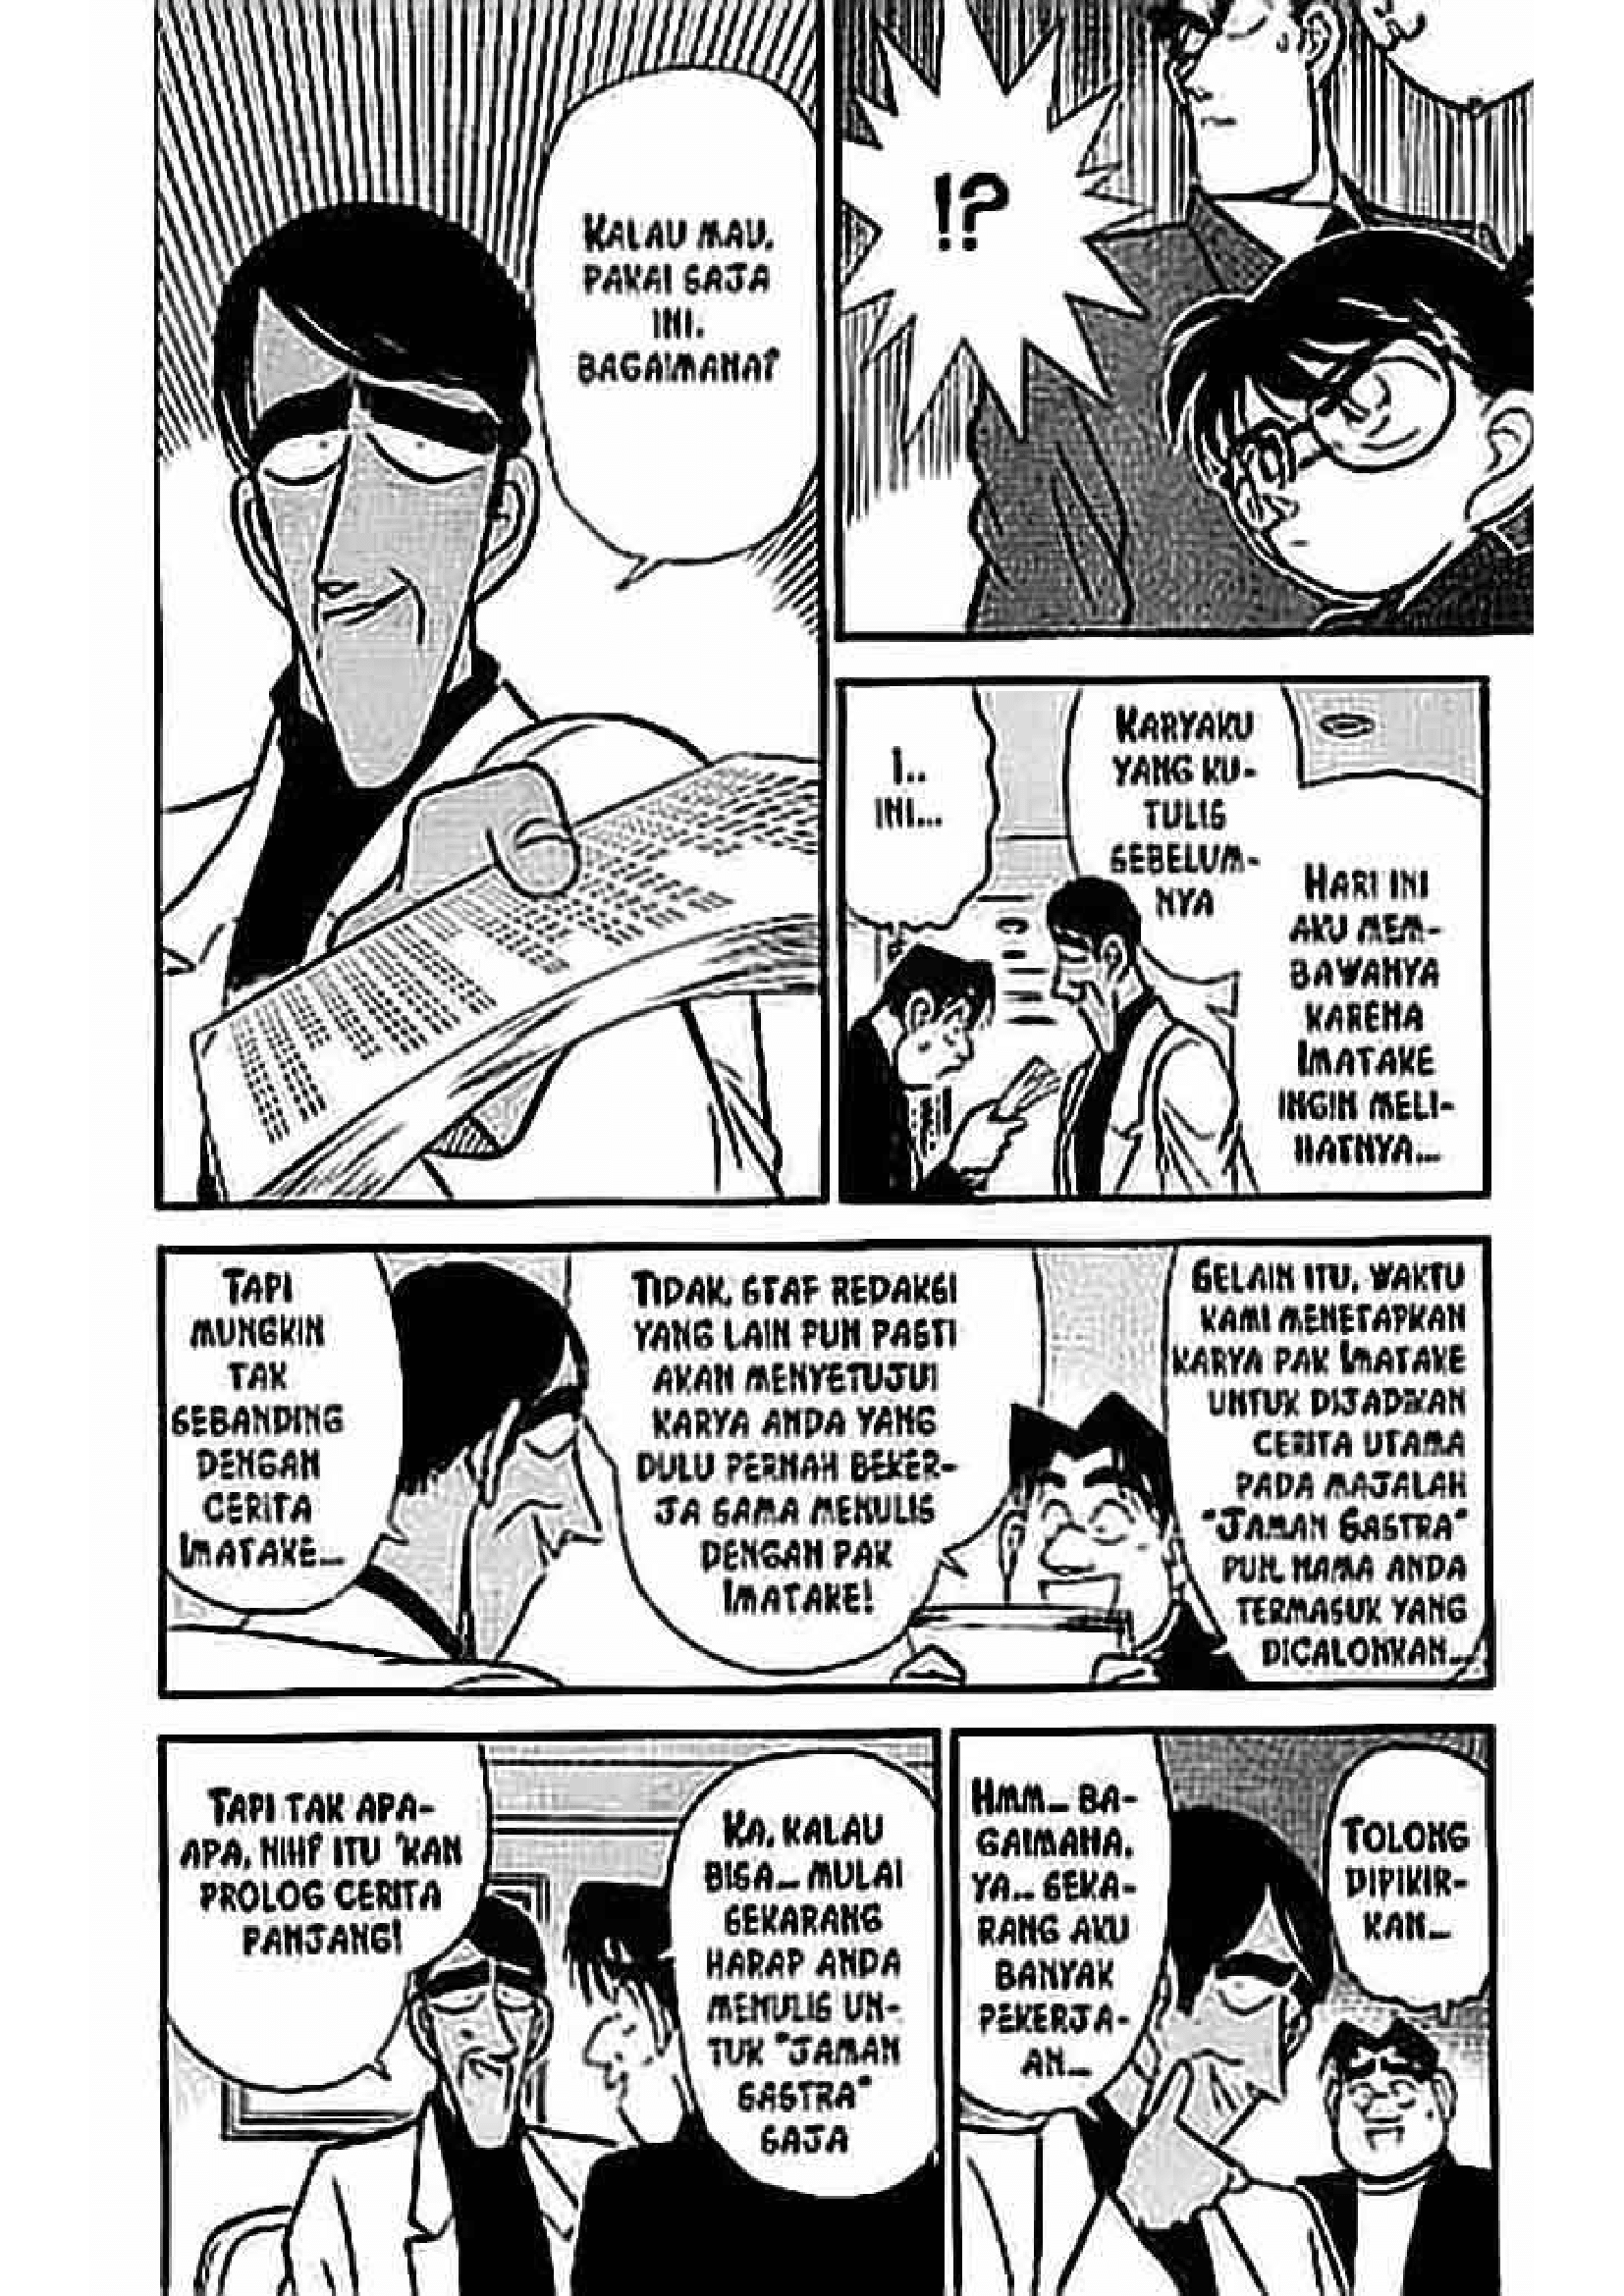 !?
KALAU MAU,
PAKAI SAJA
INI.
BAGAIMANA?
KARYAKU
YANG KU-
TULIS
SEBELUM-
NYA
HARI INI
AKU MEM-
BAWANYA
KARENA
IMATAKE
INGIN MELI-
HATNYA...
I..
INI...
SELAIN ITU, WAKTU
KAMI MENETAPKAN
KARYA PAK IMATAKE
UNTUK DIJADIKAN
CERITA UTAMA
PADA MAJALAH
"JAMAN SASTRA"
PUN, NAMA ANDA
TERMASUK YANG
DICALONKAN...
TIDAK, STAF REDAKSI
YANG LAIN PUN PASTI
AKAN MENYETUJUI
KARYA ANDA YANG
DULU PERNAH BEKER-
JA SAMA MENULIS
DENGAN PAK
IMATAKE!
TAPI
MUNGKIN
TAK
SEBANDING
DENGAN
CERITA
IMATAKE...
TOLONG
DIPIKIR-
KAN...
HMM... BA-
GAIMANA,
YA... SEKA-
RANG AKU
BANYAK
PEKERJA-
AN...
KA, KALAU
BISA... MULAI
SEKARANG
HARAP ANDA
MENULIS UN-
TUK "JAMAN
SASTRA"
SAJA
TAPI TAK APA-
APA, NIH? ITU 'KAN
PROLOG CERITA
PANJANG!